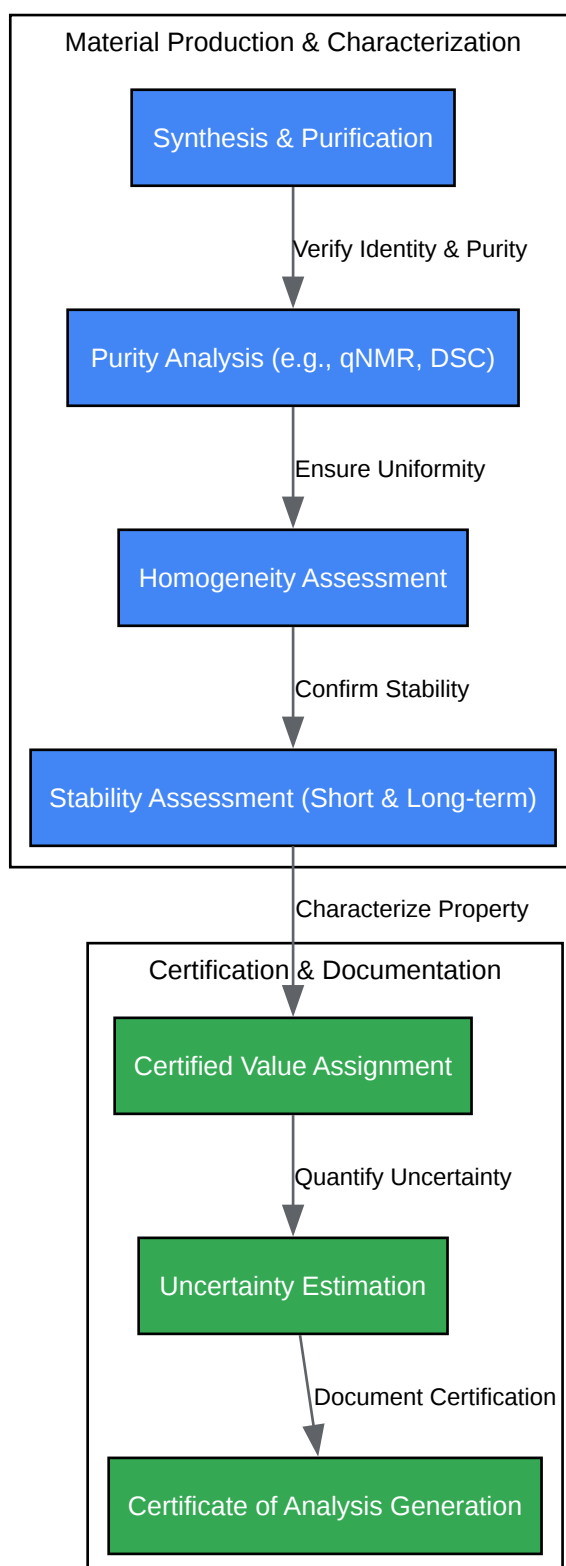 Material Production & Characterization
Synthesis & Purification
Verify Identity & Purity
Purity Analysis (e.g., qNMR, DSC)
Ensure Uniformity
Homogeneity Assessment
Confirm Stability
Stability Assessment (Short & Long-term)
Characterize Property
Certification & Documentation
Certified Value Assignment
Quantify Uncertainty
Uncertainty Estimation
Document Certification
Certificate of Analysis Generation